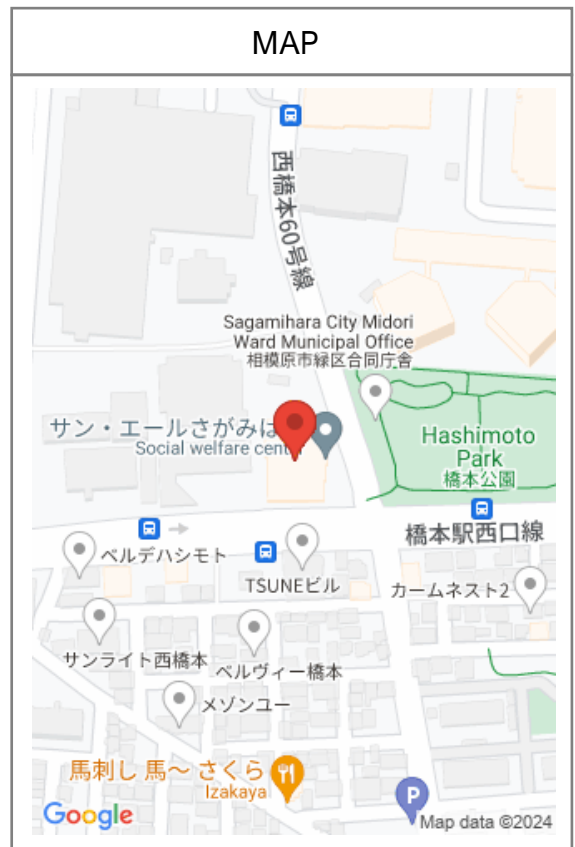 MAP
西橋本60号線
Sagamihara City Midori
Ward Municipal Office
相模原市緑区合同庁舎
サン・エールさがみは
Social welfare cent
Hashimoto
Park
橋本公園
橋本駅西口線
ベルデハシモト
TSUNEビル
カームネスト2
サンライト西橋本
ベルヴィー橋本
メゾンユー
馬刺し 馬〜 さくら
Izakaya
P
Google
Map data ©2024